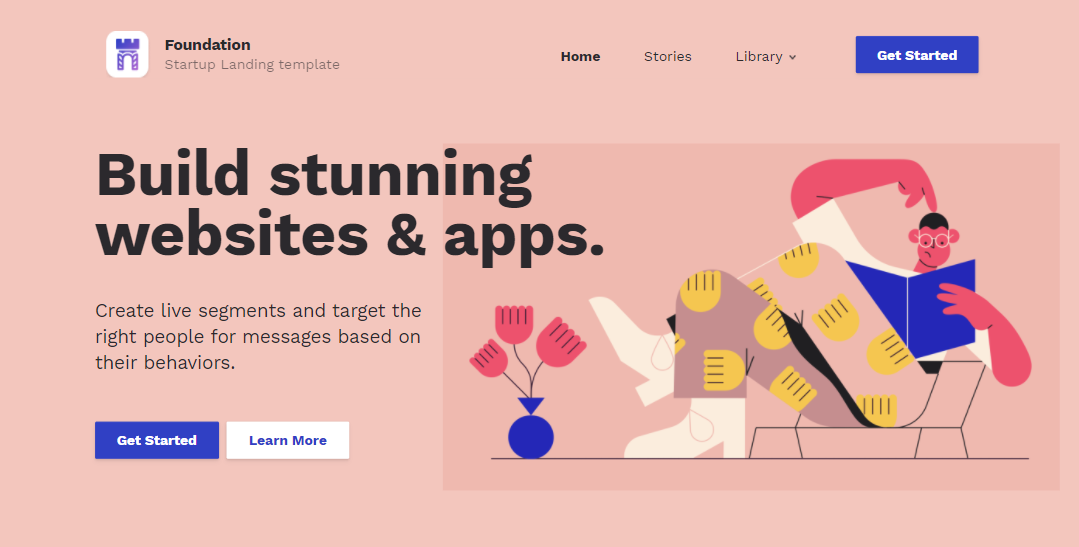 Foundation
Startup Landing template
Home
Stories
Library
Get Started
Build stunning
websites & apps.
Create live segments and target the
right people for messages based on
their behaviors.
Get Started
Learn More